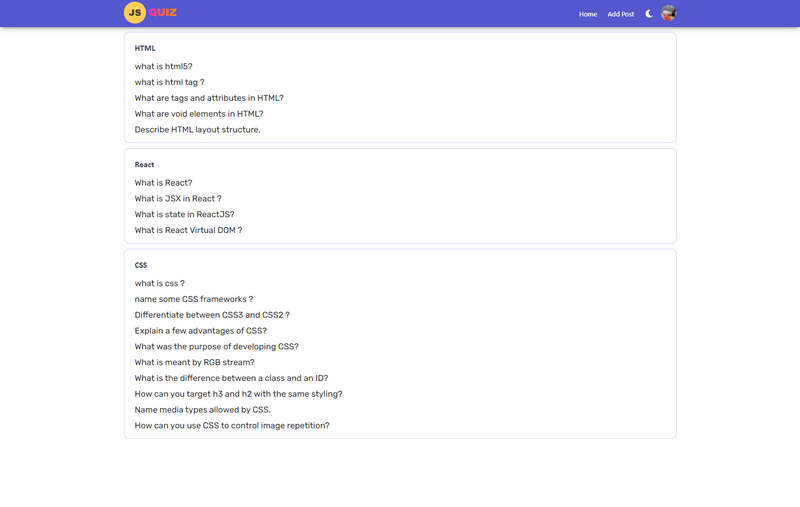 JS QUIZ
Home Add Post
HTML
what is html5?
what is html tag ?
What are tags and attributes in HTML?
What are void elements in HTML?
Describe HTML layout structure.
React
What is React?
What is JSX in React ?
What is state in ReactJS?
What is React Virtual DOM ?
CSS
what is css ?
name some CSS frameworks ?
Differentiate between CSS3 and CSS2 ?
Explain a few advantages of CSS?
What was the purpose of developing CSS?
What is meant by RGB stream?
What is the difference between a class and an ID?
How can you target h3 and h2 with the same styling?
Name media types allowed by CSS.
How can you use CSS to control image repetition?